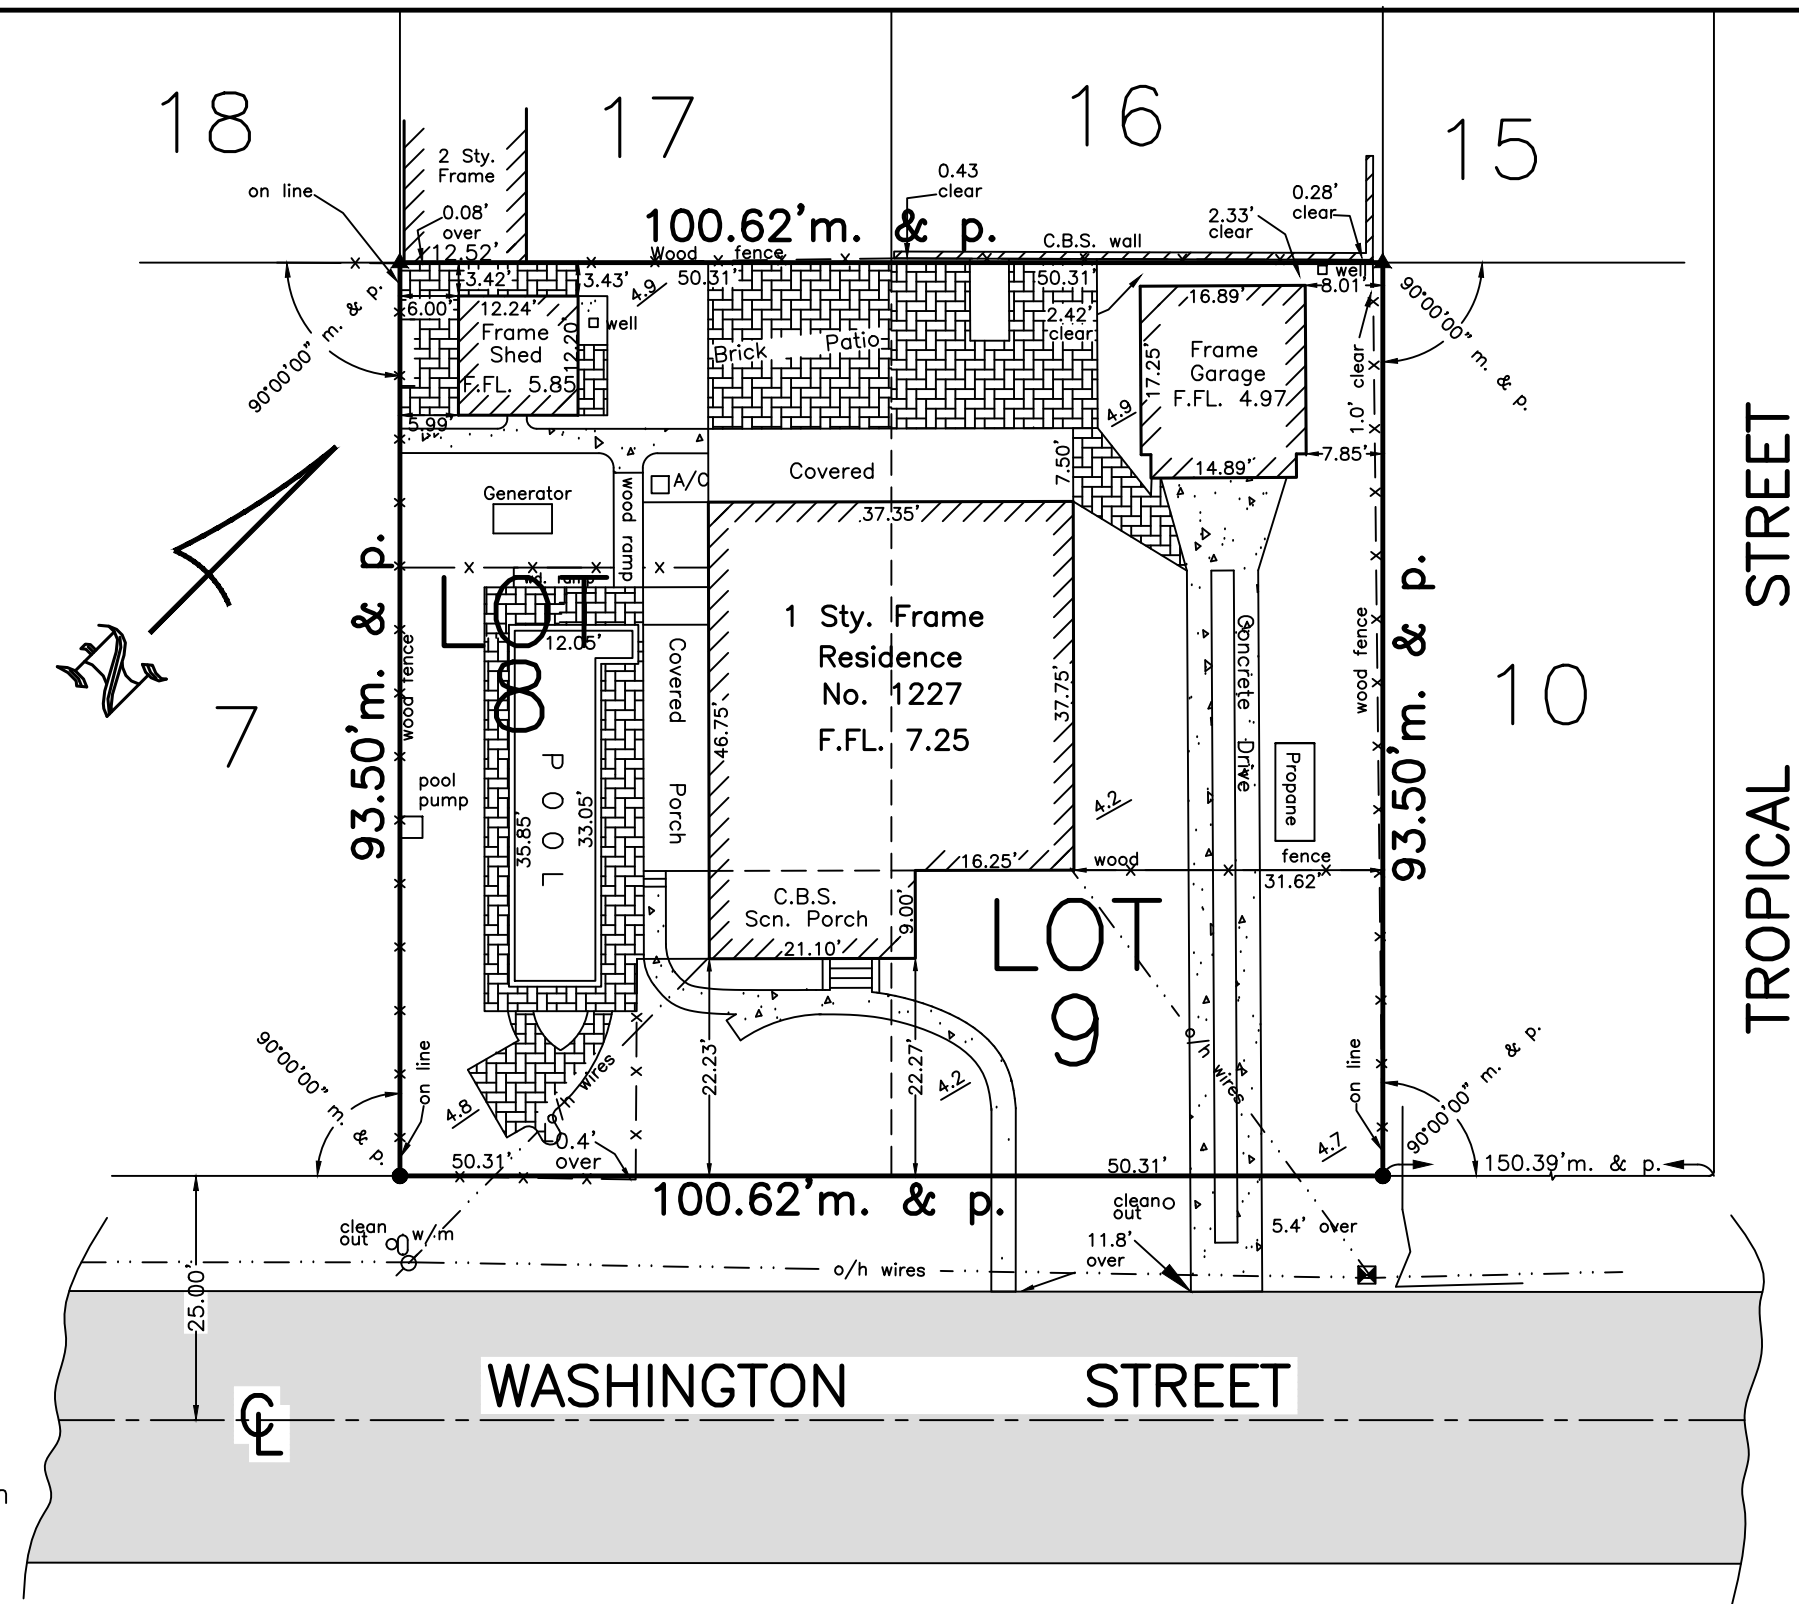 18
17
16
15
2 Sty.
Frame
on line
0.08'
over
12.52'
100.62'm. & p.
0.43
clear
C.B.S. wall
2.33'
clear
0.28'
clear
Wood fence
50.31'
50.31'
well
8.01'
3.42'
3.43'
4.9
6.00'
12.24'
Frame
Shed
F.FL. 5.85
12.20'
well
5.99'
Brick Patio
2.42'
clear
16.89'
Frame
Garage
F.FL. 4.97
17.25'
14.89'
7.85'
1.0' clear
4.9
90°00'00" m. & p.
90°00'00" m. & p.
Covered
7.50'
Generator
A/C
wood ramp
wd. ramp
37.35'
1 Sty. Frame
Residence
No. 1227
F.FL. 7.25
46.75'
37.75'
LOT
8
12.05'
POOL
35.85'
33.05'
Covered Porch
pool
pump
wood fence
93.50'm. & p.
7
N
Concrete Drive
Propane
wood fence
93.50'm. & p.
10
4.2
16.25'
wood fence
31.62'
C.B.S.
Scn. Porch
21.10'
9.00'
LOT
9
22.23'
22.27'
4.2
o/h wires
o/h wires
4.8
4.7
on line
on line
90°00'00" m. & p.
90°00'00" m. & p.
0.4'
over
50.31'
50.31'
100.62'm. & p.
150.39'm. & p.
clean
out
w/m
clean
out
11.8'
over
5.4' over
o/h wires
25.00'
WASHINGTON STREET
CL
TROPICAL STREET
n